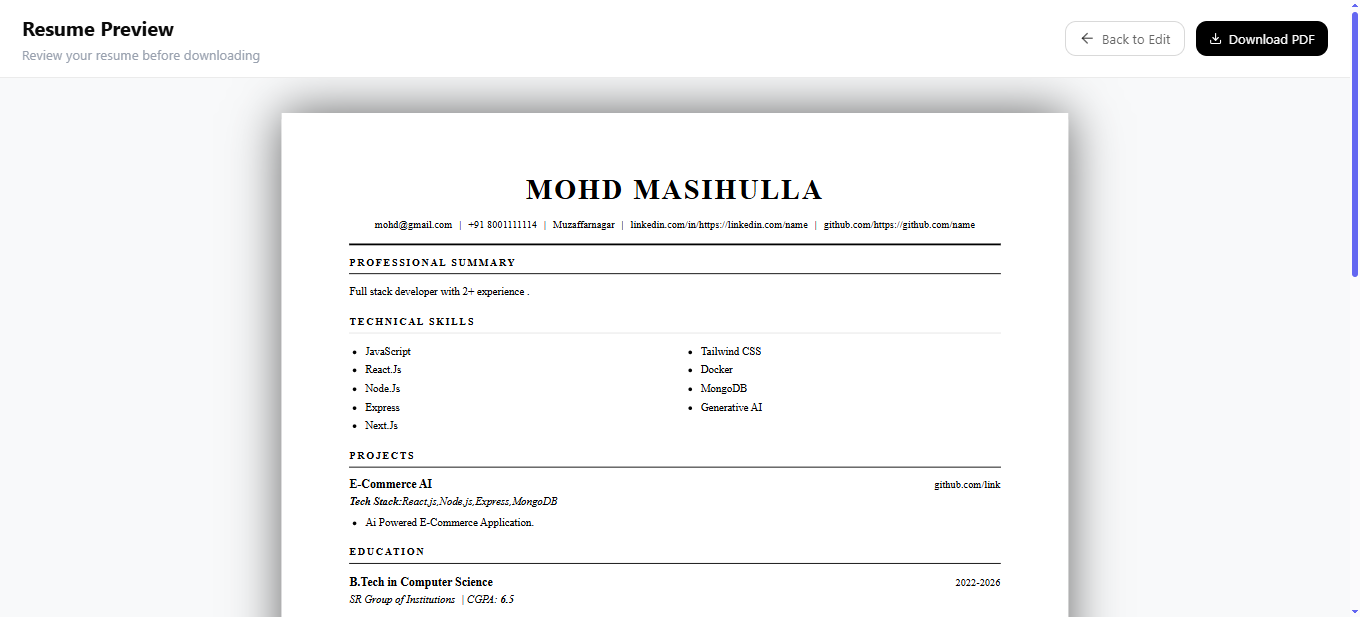 Resume Preview
Review your resume before downloading
Back to Edit
Download PDF
MOHD MASIHULLA
mohd@gmail.com | +91 8001111114 | Muzaffarnagar | linkedin.com/in/https://linkedin.com/name | github.com/https://github.com/name
PROFESSIONAL SUMMARY
Full stack developer with 2+ experience .
TECHNICAL SKILLS
• JavaScript
• React.Js
• Node.Js
• Express
• Next.Js
• Tailwind CSS
• Docker
• MongoDB
• Generative AI
PROJECTS
E-Commerce AI github.com/link
Tech Stack:React.js,Node.js,Express,MongoDB
• Ai Powered E-Commerce Application.
EDUCATION
B.Tech in Computer Science 2022-2026
SR Group of Institutions | CGPA: 6.5